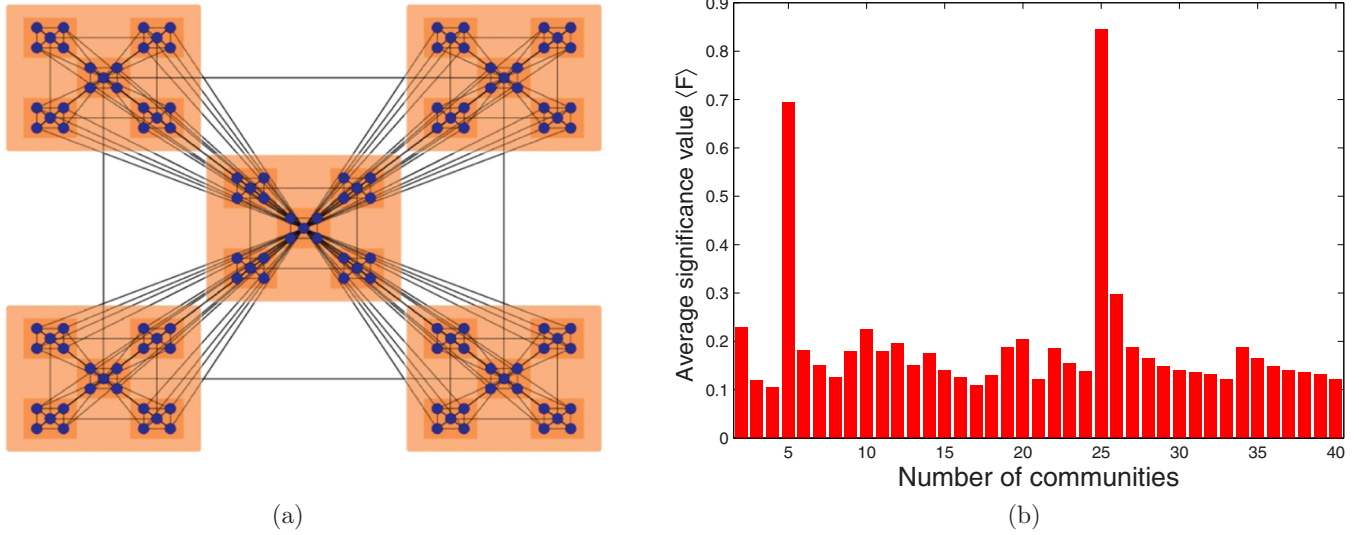 0.9
0.8
0.7
0.6
0.5
0.4
0.3
0.2
0.1
0
Average significance value ⟨F⟩
5 10 15 20 25 30 35 40
Number of communities
(a) (b)